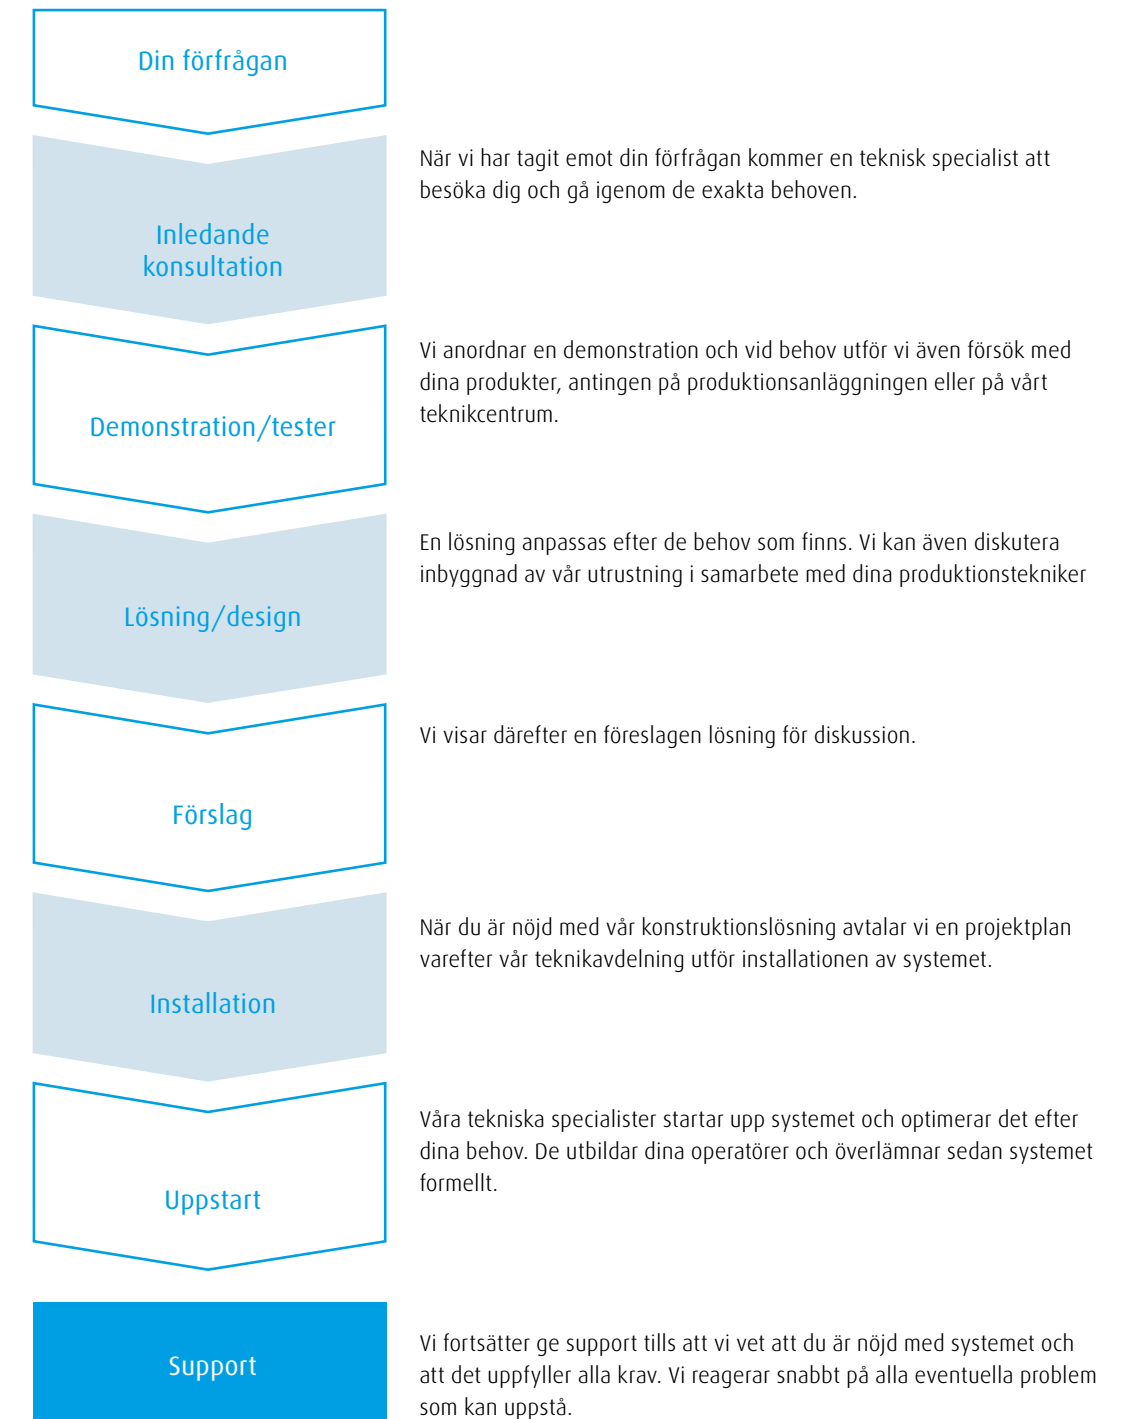 Din förfrågan
När vi har tagit emot din förfrågan kommer en teknisk specialist att
besöka dig och gå igenom de exakta behoven.
Inledande
konsultation
Vi anordnar en demonstration och vid behov utför vi även försök med
dina produkter, antingen på produktionsanläggningen eller på vårt
teknikcentrum.
Demonstration/tester
En lösning anpassas efter de behov som finns. Vi kan även diskutera
inbyggnad av vår utrustning i samarbete med dina produktionstekniker
Lösning/design
Vi visar därefter en föreslagen lösning för diskussion.
Förslag
När du är nöjd med vår konstruktionslösning avtalar vi en projektplan
varefter vår teknikavdelning utför installationen av systemet.
Installation
Våra tekniska specialister startar upp systemet och optimerar det efter
dina behov. De utbildar dina operatörer och överlämnar sedan systemet
formellt.
Uppstart
Vi fortsätter ge support tills att vi vet att du är nöjd med systemet och
att det uppfyller alla krav. Vi reagerar snabbt på alla eventuella problem
som kan uppstå.
Support